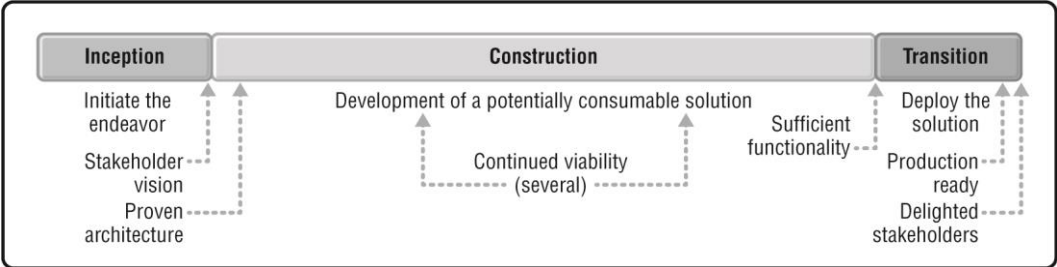 Inception
Construction
Transition
Initiate the
endeavor
Development of a potentially consumable solution
Deploy the
solution
Stakeholder
vision
Continued viability
(several)
Sufficient
functionality
Production
ready
Proven
architecture
Delighted
stakeholders